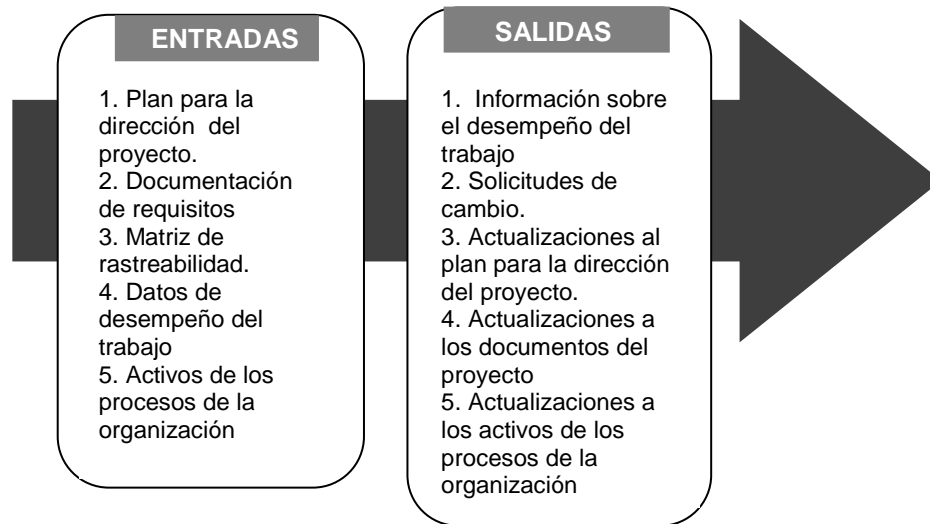 ENTRADAS
1. Plan para la
dirección del
proyecto.
2. Documentación
de requisitos
3. Matriz de
rastreabilidad.
4. Datos de
desempeño del
trabajo
5. Activos de los
procesos de la
organización
SALIDAS
1. Información sobre
el desempeño del
trabajo
2. Solicitudes de
cambio.
3. Actualizaciones al
plan para la dirección
del proyecto.
4. Actualizaciones a
los documentos del
proyecto
5. Actualizaciones a
los activos de los
procesos de la
organización